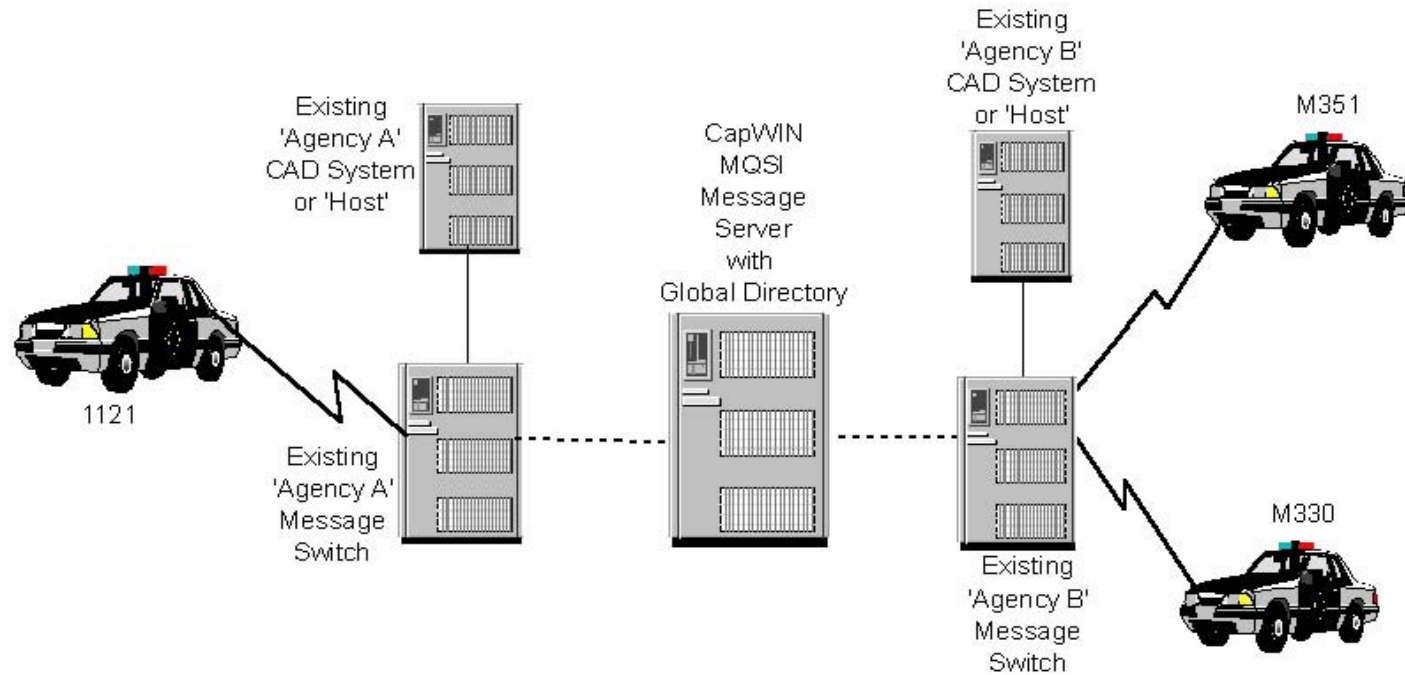 Existing
'Agency A'
CAD System
or 'Host'
CapWIN
MQSI
Message
Server
with
Global Directory
Existing
'Agency B'
CAD System
or 'Host'
M351
1121
Existing
'Agency A'
Message
Switch
M330
Existing
'Agency B'
Message
Switch